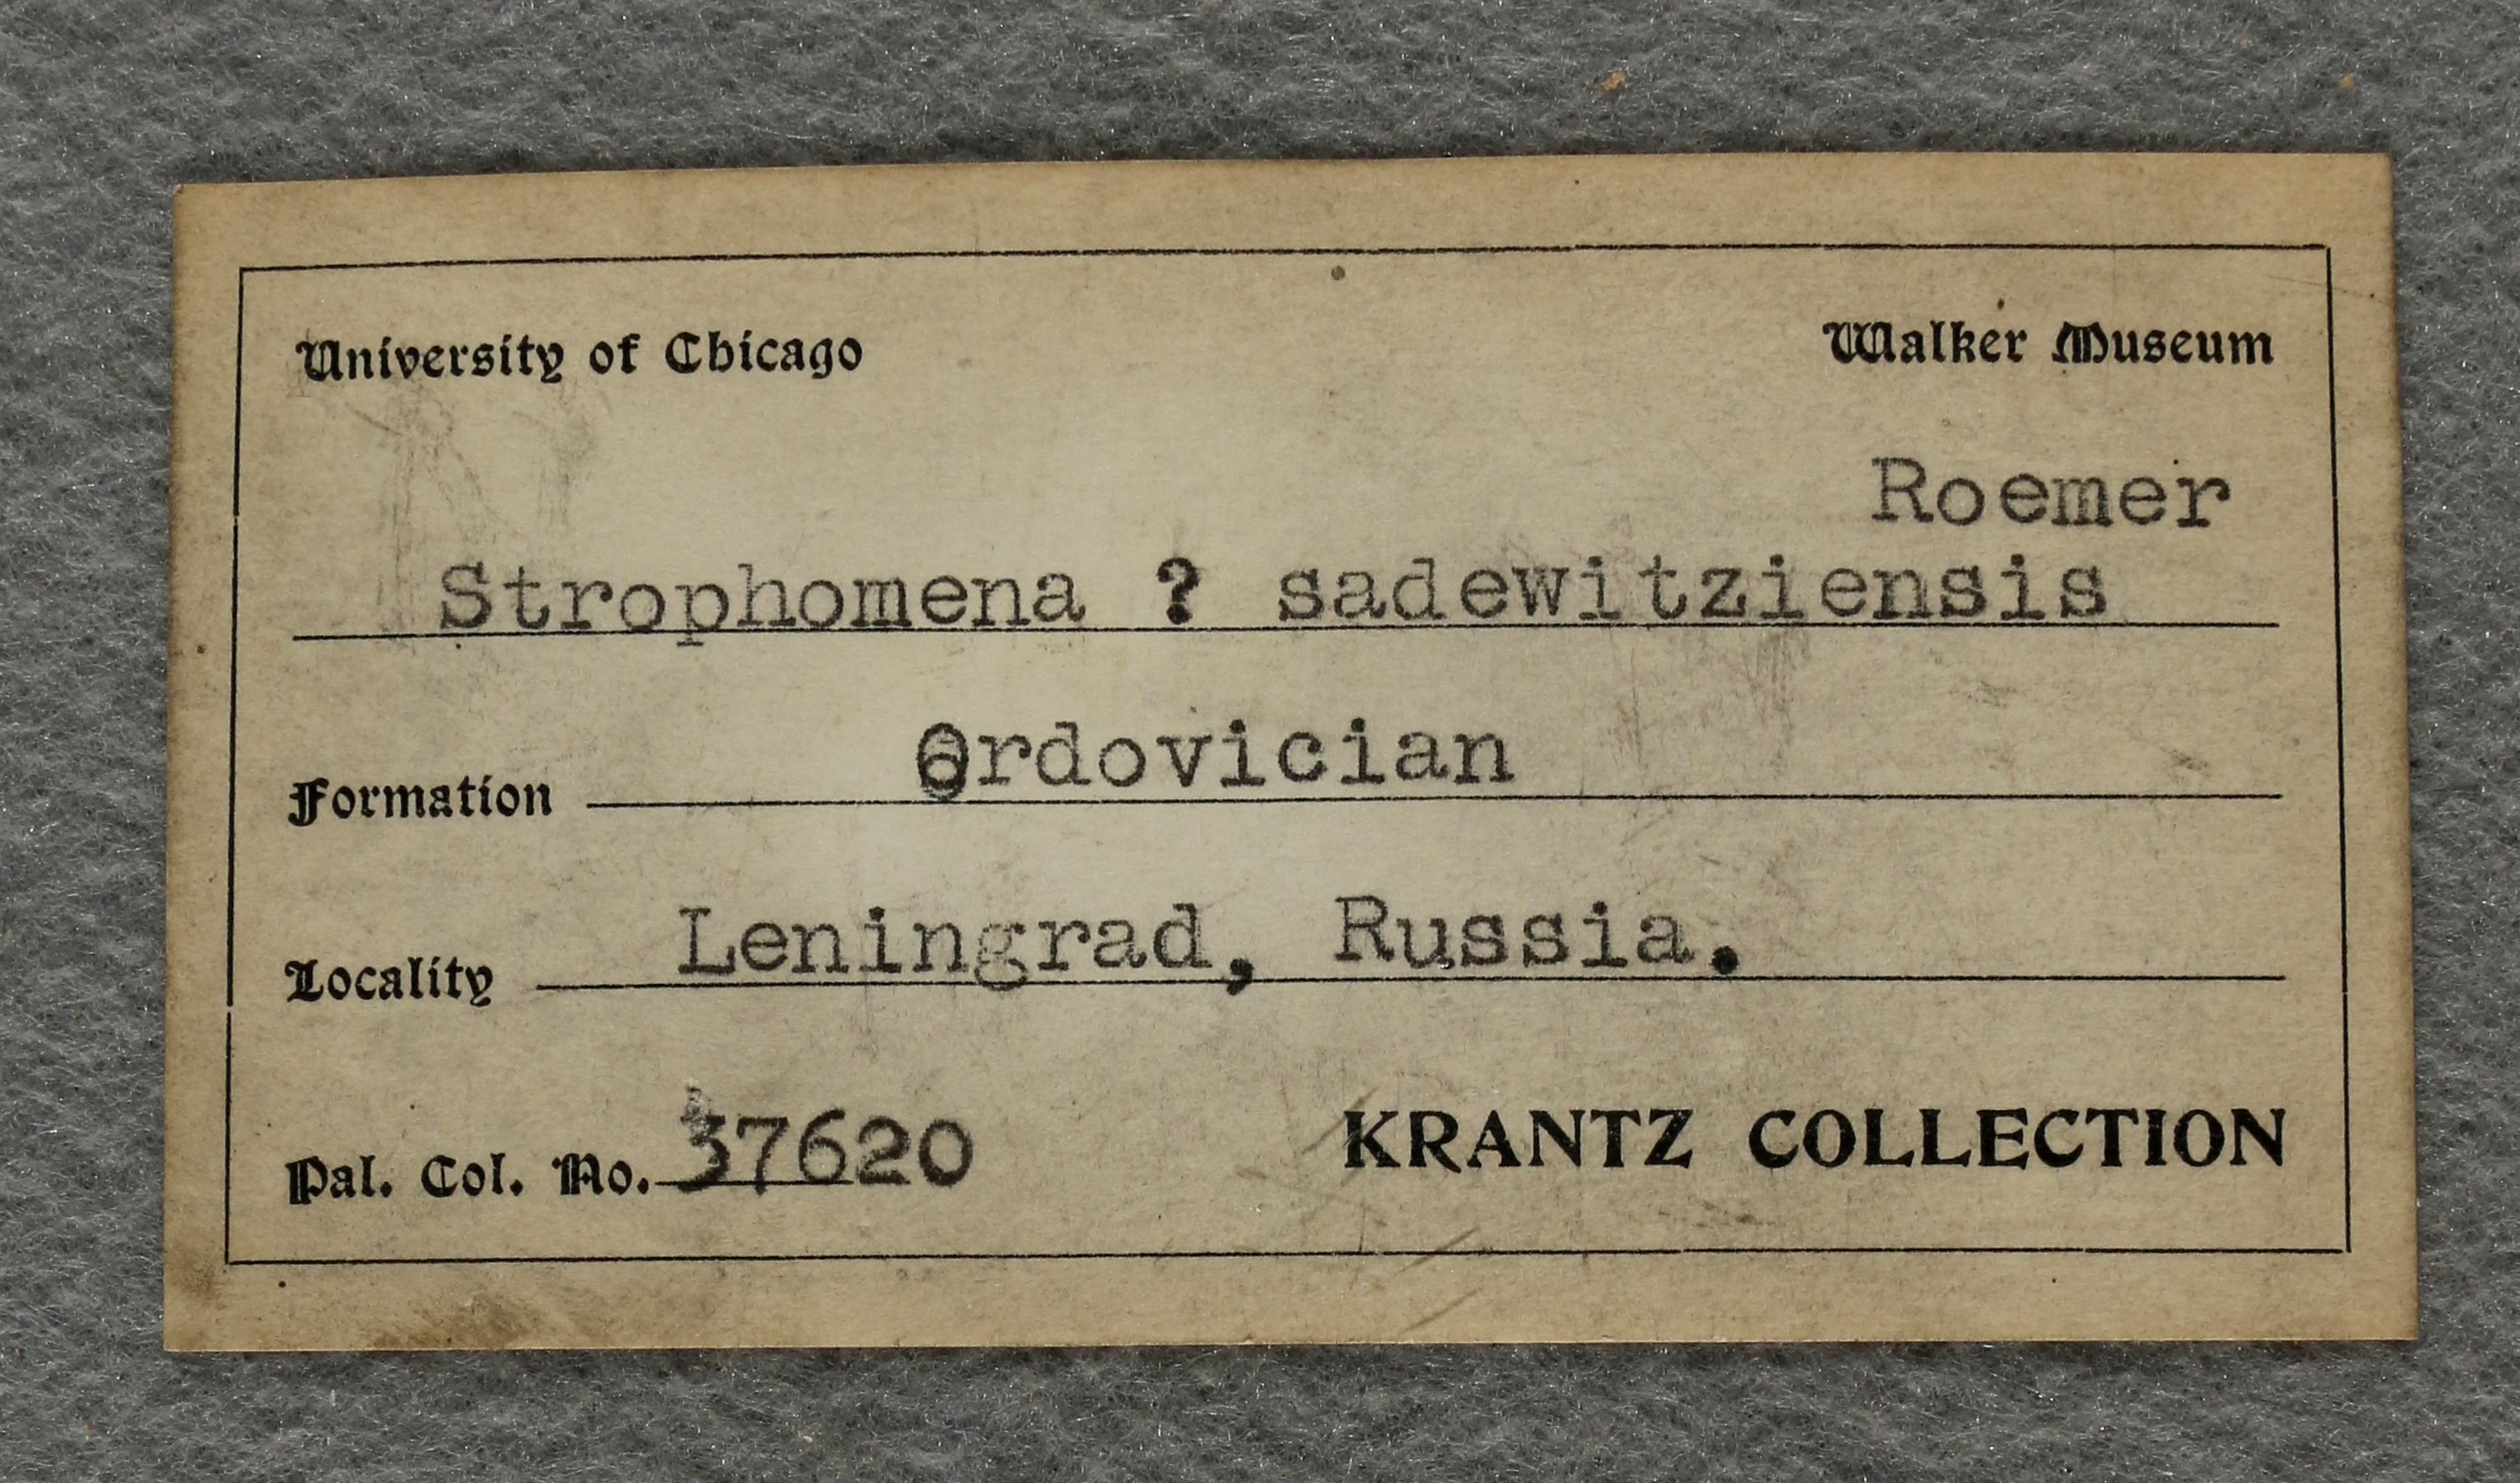 University of Chicago Walker Museum
Roemer
Strophomena ? sadewitziensis
Formation Ordovician
Locality Leningrad, Russia.
Pal. Col. No. 37620 KRANTZ COLLECTION